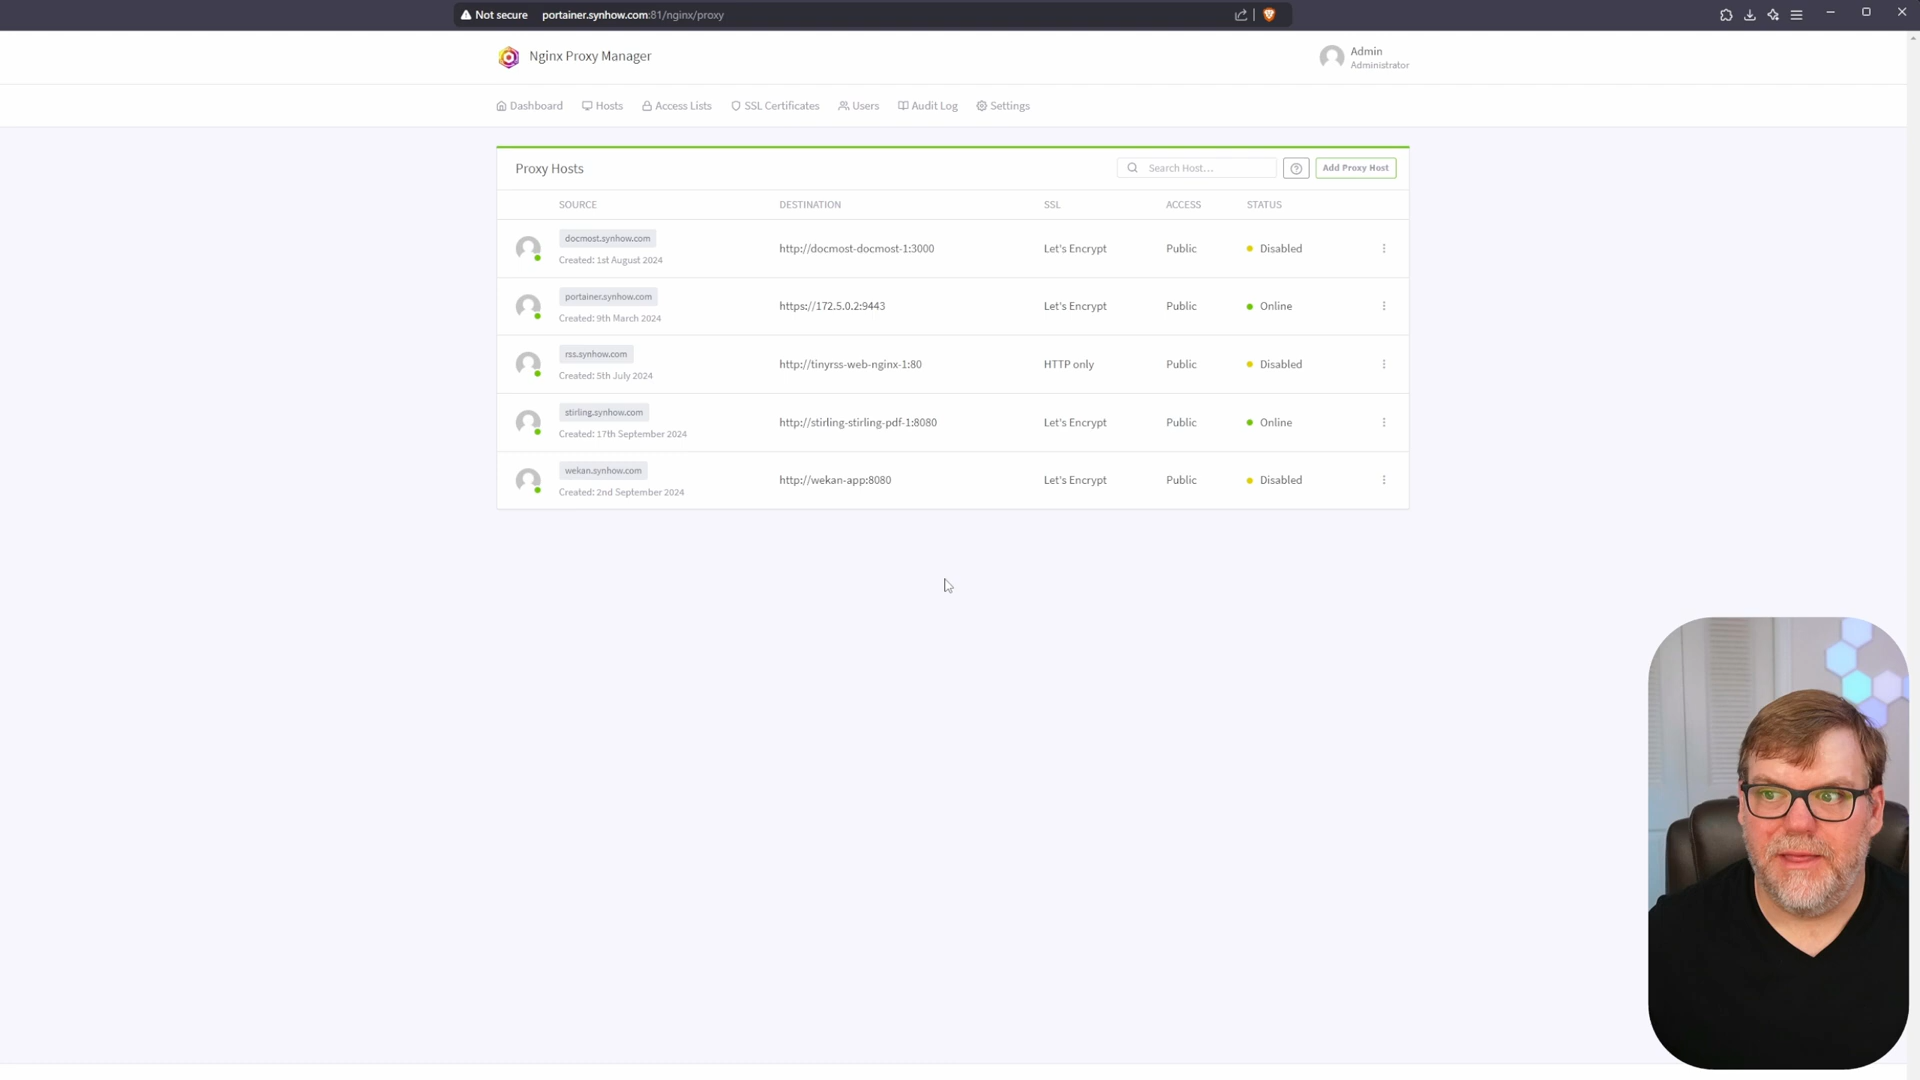 Not secure portainer.synhow.com:81/nginx/proxy
Nginx Proxy Manager
Admin
Administrator
Dashboard Hosts Access Lists SSL Certificates Users Audit Log Settings
Proxy Hosts Search Host... Add Proxy Host
SOURCE DESTINATION SSL ACCESS STATUS
docmost.synhow.com
Created: 1st August 2024 http://docmost-docmost-1:3000 Let's Encrypt Public Disabled
portainer.synhow.com
Created: 9th March 2024 https://172.5.0.2:9443 Let's Encrypt Public Online
rss.synhow.com
Created: 5th July 2024 http://tinyrss-web-nginx-1:80 HTTP only Public Disabled
stirling.synhow.com
Created: 17th September 2024 http://stirling-stirling-pdf-1:8080 Let's Encrypt Public Online
wekan.synhow.com
Created: 2nd September 2024 http://wekan-app:8080 Let's Encrypt Public Disabled